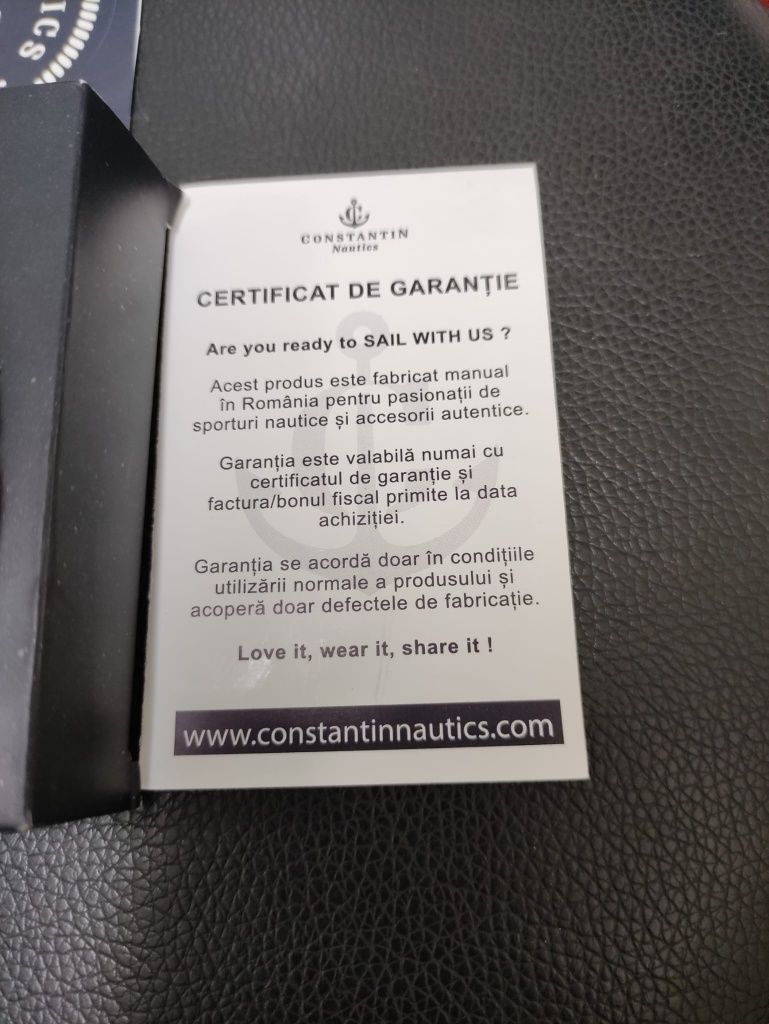 ICS
CONSTANTIN
Nautics
CERTIFICAT DE GARANȚIE
Are you ready to SAIL WITH US ?
Acest produs este fabricat manual
în România pentru pasionații de
sporturi nautice și accesorii autentice.
Garanția este valabilă numai cu
certificatul de garanție și
factura/bonul fiscal primite la data
achiziției.
Garanția se acordă doar în condițiile
utilizării normale a produsului și
acoperă doar defectele de fabricație.
Love it, wear it, share it !
www.constantinnautics.com